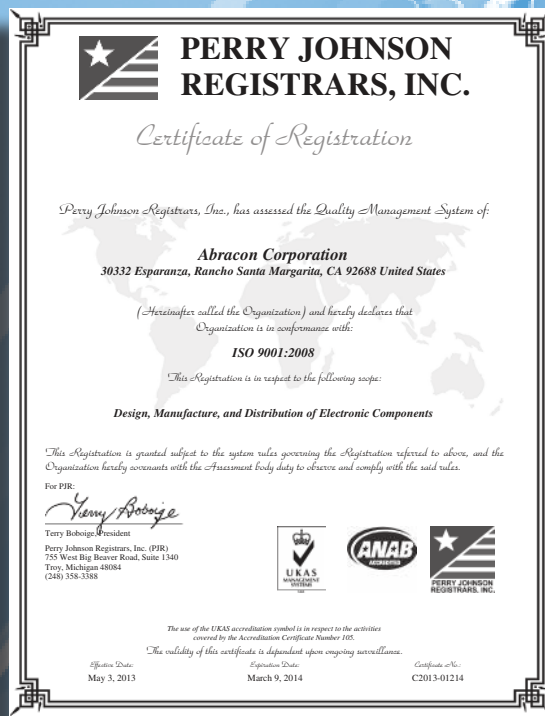 PERRY JOHNSON
REGISTRARS, INC.
Certificate of Registration
Perry Johnson Registrars, Inc., has assessed the Quality Management System of:
Abracon Corporation
30332 Esparanza, Rancho Santa Margarita, CA 92688 United States
(Hereinafter called the Organization) and hereby declares that
Organization is in conformance with:
ISO 9001:2008
This Registration is in respect to the following scope:
Design, Manufacture, and Distribution of Electronic Components
This Registration is granted subject to the system rules governing the Registration referred to above, and the
Organization hereby covenants with the Assessment body duty to observe and comply with the said rules.
For PJR:
Terry Boboige
Terry Boboige, President
Perry Johnson Registrars, Inc. (PJR)
755 West Big Beaver Road, Suite 1340
Troy, Michigan 48084
(248) 358-3388
UKAS
MANAGEMENT
SYSTEMS
ANAB
ACCREDITED
PERRY JOHNSON
REGISTRARS, INC.
The use of the UKAS accreditation symbol is in respect to the activities
covered by the Accreditation Certificate Number 105.
The validity of this certificate is dependent upon ongoing surveillance.
Effective Date: Expiration Date: Certificate No.:
May 3, 2013 March 9, 2014 C2013-01214